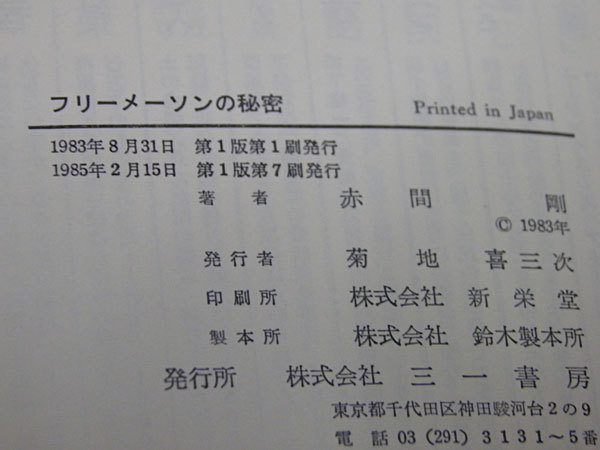 フリーメーソンの秘密 Printed in Japan
1983年8月31日 第1版第1刷発行
1985年2月15日 第1版第7刷発行
著者 赤間 剛
© 1983年
発行者 菊地 喜三次
印刷所 株式会社 新栄堂
製本所 株式会社 鈴木製本所
発行所 株式会社 三一書房
東京都千代田区神田駿河台2の9
電話 03 (291) 3131〜5番